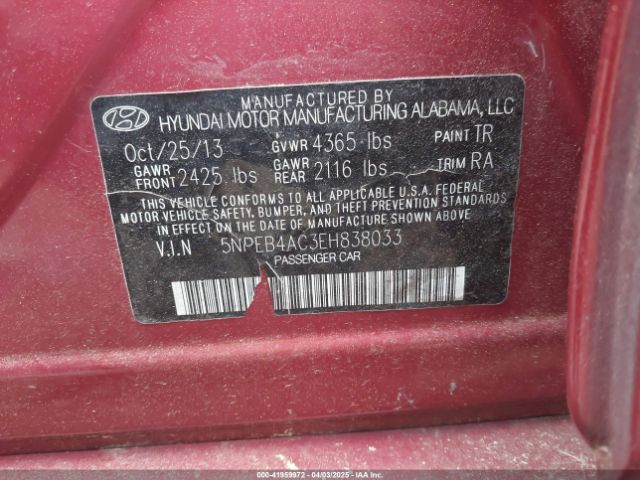 MANUFACTURED BY
HYUNDAI MOTOR MANUFACTURING ALABAMA, LLC
Oct/25/13 GVWR 4365 lbs PAINT TR
GAWR FRONT 2425 lbs GAWR REAR 2116 lbs TRIM RA
THIS VEHICLE CONFORMS TO ALL APPLICABLE U.S.A. FEDERAL
MOTOR VEHICLE SAFETY, BUMPER, AND THEFT PREVENTION
STANDARDS IN EFFECT ON THE DATE OF MANUFACTURE SHOWN ABOVE.
V.I.N 5NPEB4AC3EH838033
PASSENGER CAR
000-41959972 - 04/03/2025 - IAA Inc.